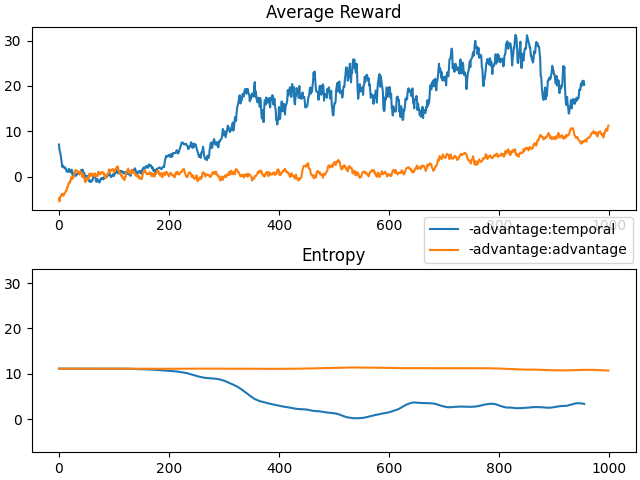 Average Reward
30
20
10
0
0 200 400 600 800 1000
-advantage:temporal
-advantage:advantage
Entropy
30
20
10
0
0 200 400 600 800 1000